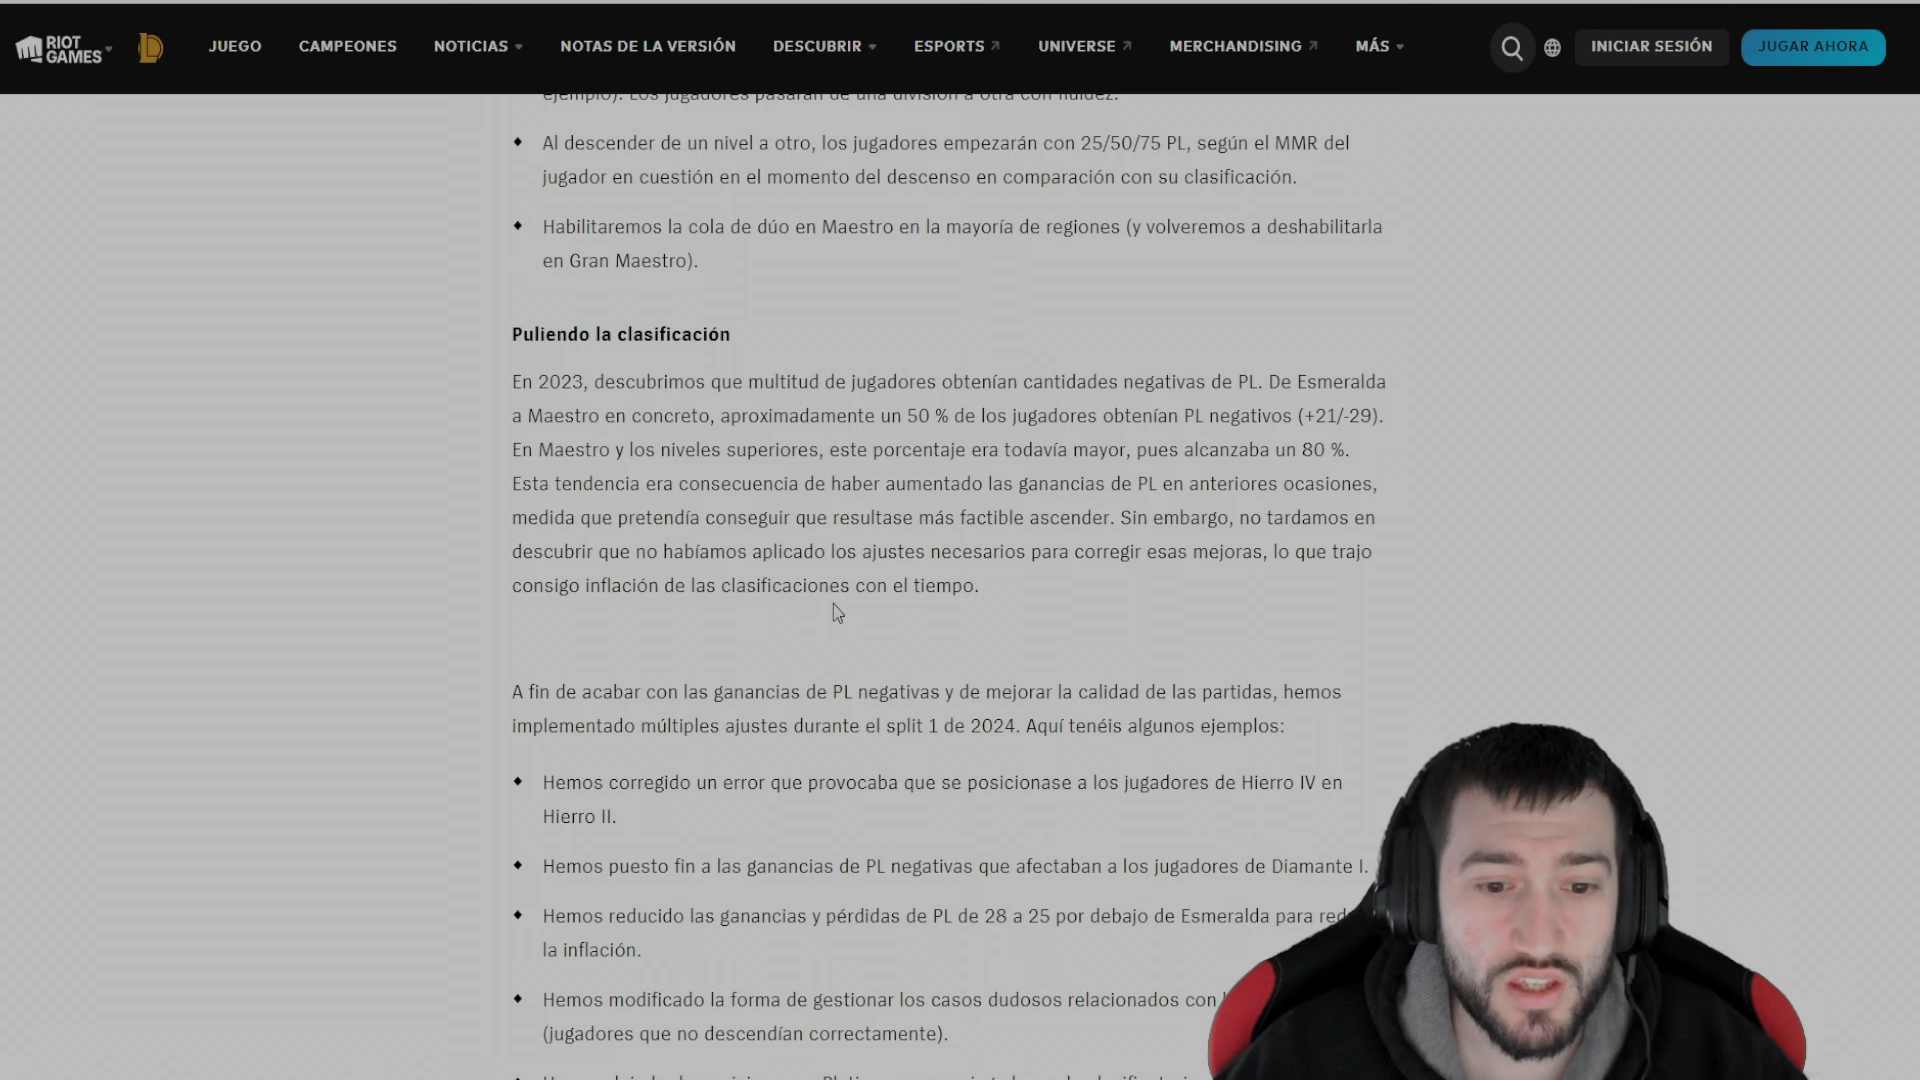 RIOT GAMES
JUEGO
CAMPEONES
NOTICIAS
NOTAS DE LA VERSIÓN
DESCUBRIR
ESPORTS
UNIVERSE
MERCHANDISING
MÁS
INICIAR SESIÓN
JUGAR AHORA
ejemplo). Los jugadores pasarán de una división a otra con fluidez.
Al descender de un nivel a otro, los jugadores empezarán con 25/50/75 PL, según el MMR del
jugador en cuestión en el momento del descenso en comparación con su clasificación.
Habilitaremos la cola de dúo en Maestro en la mayoría de regiones (y volveremos a deshabilitarla
en Gran Maestro).
Puliendo la clasificación
En 2023, descubrimos que multitud de jugadores obtenían cantidades negativas de PL. De Esmeralda
a Maestro en concreto, aproximadamente un 50 % de los jugadores obtenían PL negativos (+21/-29).
En Maestro y los niveles superiores, este porcentaje era todavía mayor, pues alcanzaba un 80 %.
Esta tendencia era consecuencia de haber aumentado las ganancias de PL en anteriores ocasiones,
medida que pretendía conseguir que resultase más factible ascender. Sin embargo, no tardamos en
descubrir que no habíamos aplicado los ajustes necesarios para corregir esas mejoras, lo que trajo
consigo inflación de las clasificaciones con el tiempo.
A fin de acabar con las ganancias de PL negativas y de mejorar la calidad de las partidas, hemos
implementado múltiples ajustes durante el split 1 de 2024. Aquí tenéis algunos ejemplos:
Hemos corregido un error que provocaba que se posicionase a los jugadores de Hierro IV en
Hierro II.
Hemos puesto fin a las ganancias de PL negativas que afectaban a los jugadores de Diamante I.
Hemos reducido las ganancias y pérdidas de PL de 28 a 25 por debajo de Esmeralda para red
la inflación.
Hemos modificado la forma de gestionar los casos dudosos relacionados con
(jugadores que no descendían correctamente).